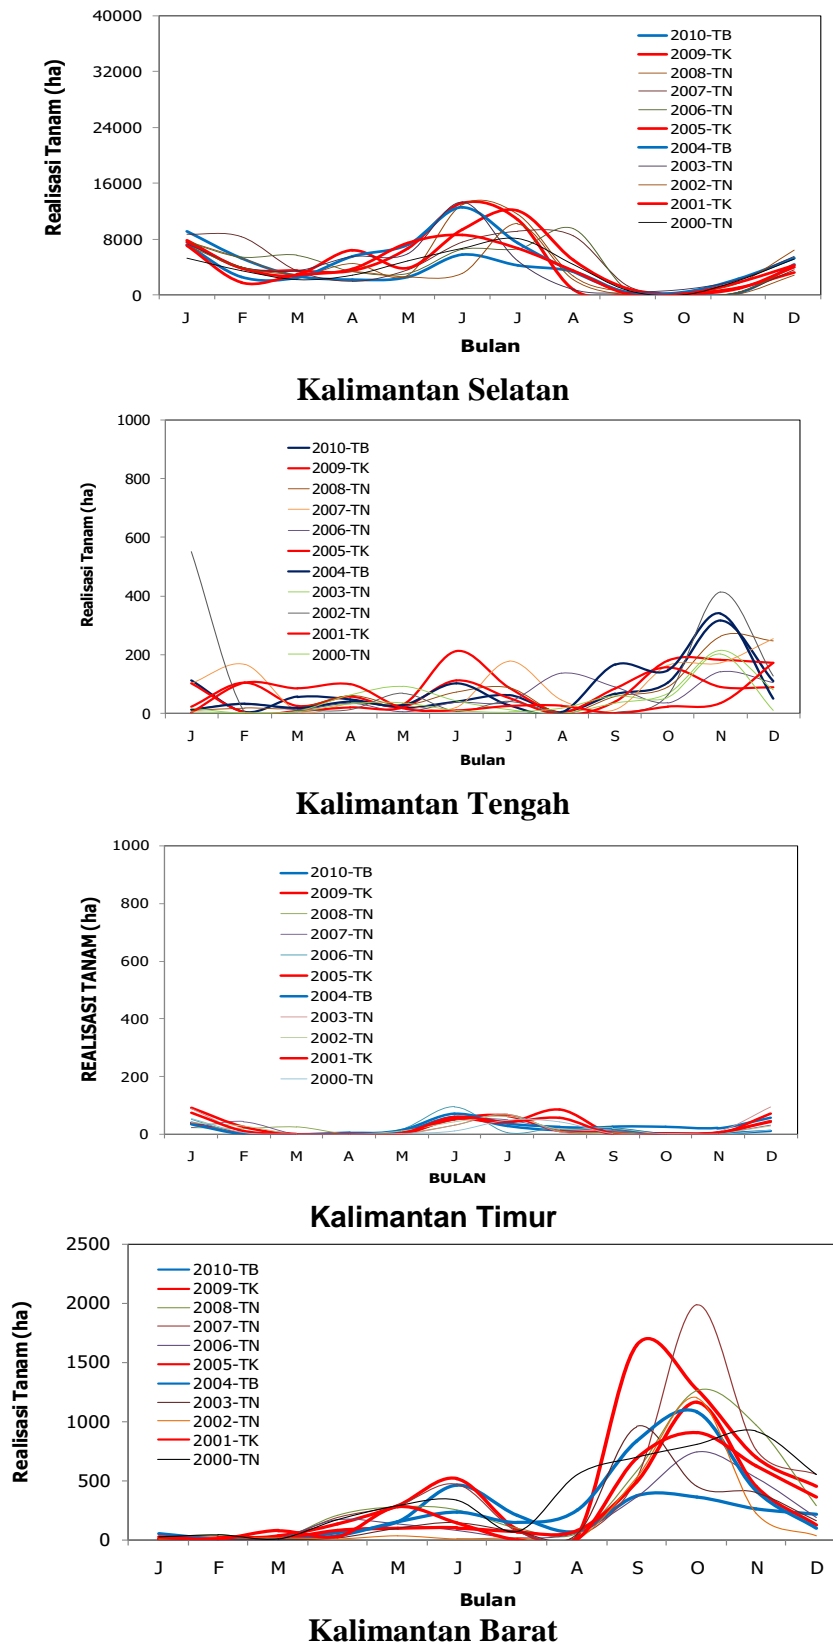 40000
32000
24000
16000
8000
0
Realisasi Tanam (ha)
2010-TB
2009-TK
2008-TN
2007-TN
2006-TN
2005-TK
2004-TB
2003-TN
2002-TN
2001-TK
2000-TN
J F M A M J J A S O N D
Bulan
Kalimantan Selatan
1000
800
600
400
200
0
Realisasi Tanam (ha)
2010-TB
2009-TK
2008-TN
2007-TN
2006-TN
2005-TK
2004-TB
2003-TN
2002-TN
2001-TK
2000-TN
J F M A M J J A S O N D
Bulan
Kalimantan Tengah
1000
800
600
400
200
0
REALISASI TANAM (ha)
2010-TB
2009-TK
2008-TN
2007-TN
2006-TN
2005-TK
2004-TB
2003-TN
2002-TN
2001-TK
2000-TN
J F M A M J J A S O N D
BULAN
Kalimantan Timur
2500
2000
1500
1000
500
0
Realisasi Tanam (ha)
2010-TB
2009-TK
2008-TN
2007-TN
2006-TN
2005-TK
2004-TB
2003-TN
2002-TN
2001-TK
2000-TN
J F M A M J J A S O N D
Bulan
Kalimantan Barat